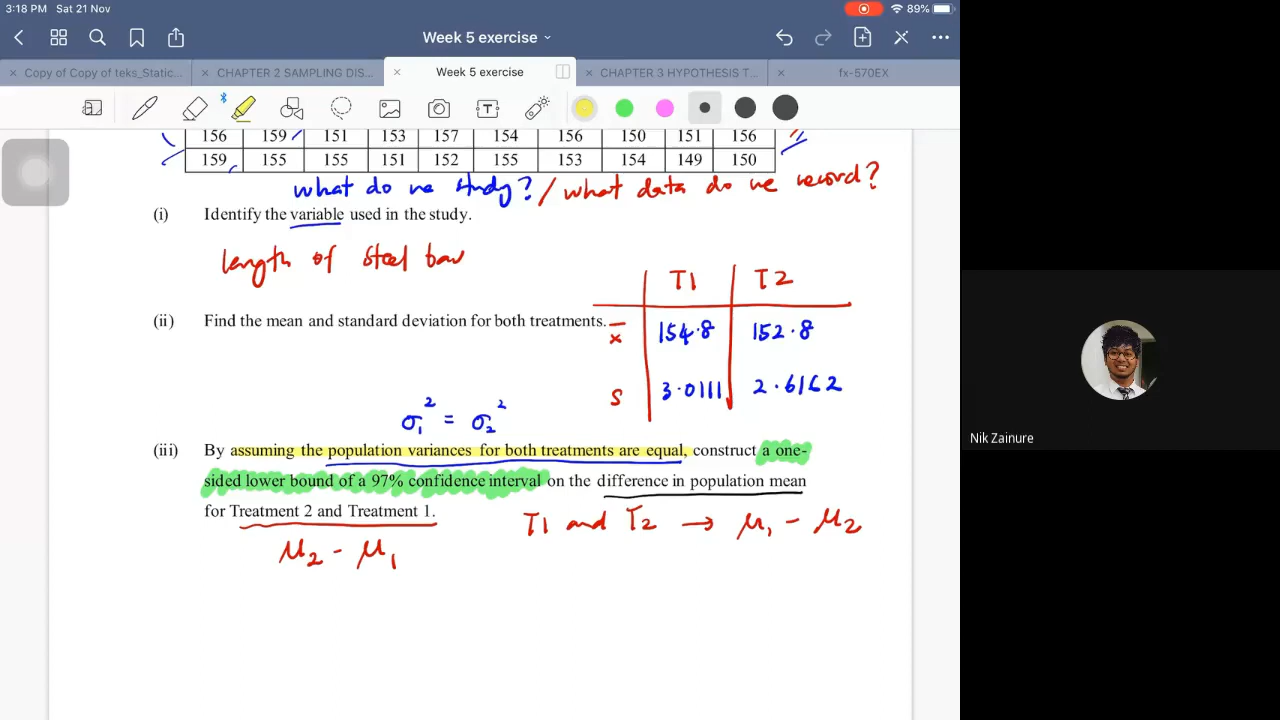 3:18 PM Sat 21 Nov 89%
Week 5 exercise
Copy of Copy of teks_Static... CHAPTER 2 SAMPLING DIS... Week 5 exercise CHAPTER 3 HYPOTHESIS T... fx-570EX
156 159 151 153 157 154 156 150 151 156
159 155 155 151 152 155 153 154 149 150
what do we study? / what data do we record?
(i) Identify the variable used in the study.
length of steel bar
T1 T2
(ii) Find the mean and standard deviation for both treatments.
x̄ 154.8 152.8
s 3.0111 2.6162
σ₁² = σ₂²
(iii) By assuming the population variances for both treatments are equal, construct a one-
sided lower bound of a 97% confidence interval on the difference in population mean
for Treatment 2 and Treatment 1.
T1 and T2 → μ₁ - μ₂
μ₂ - μ₁
Nik Zainure